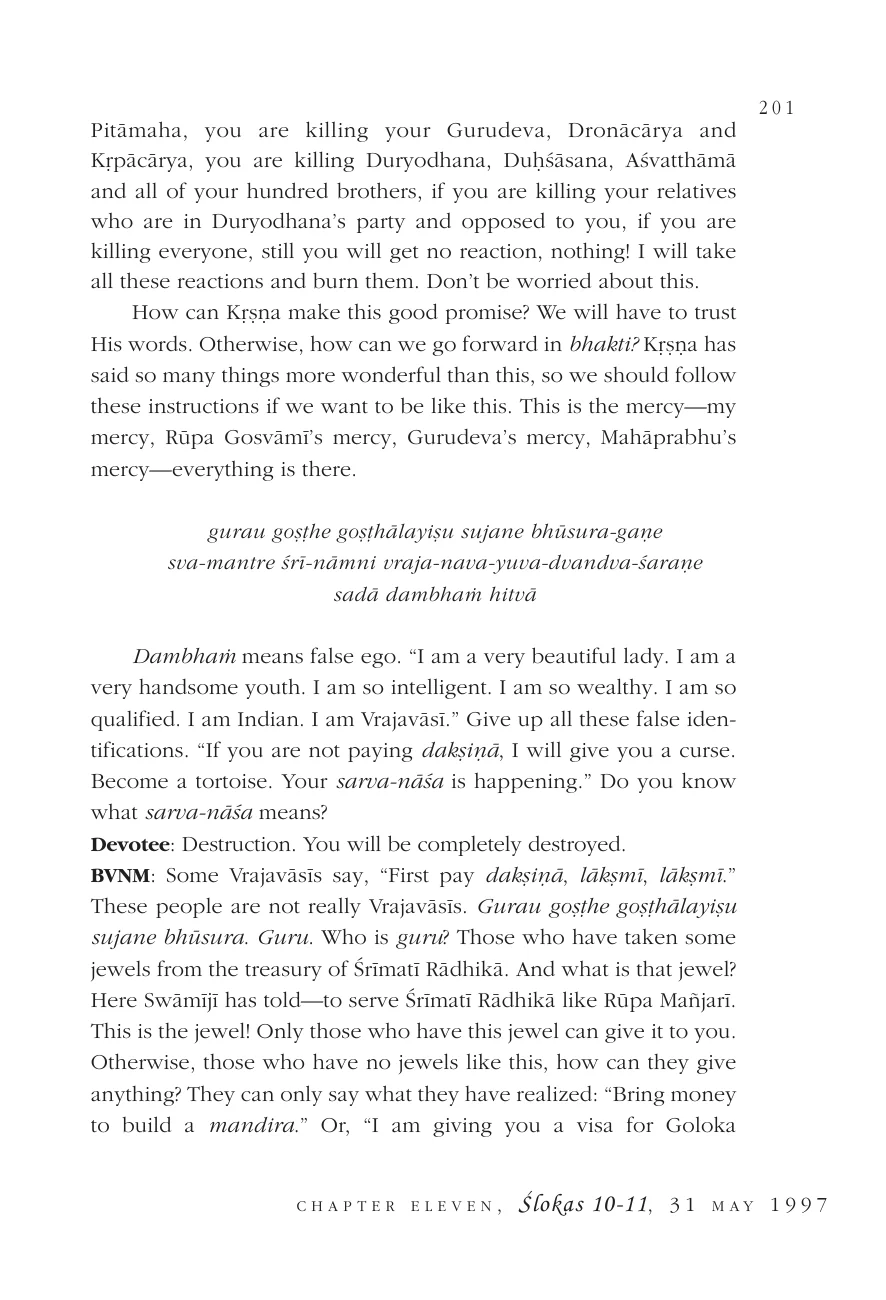 201
Pitāmaha, you are killing your Gurudeva, Dronācārya and
Kṛpācārya, you are killing Duryodhana, Duḥśāsana, Aśvatthāmā
and all of your hundred brothers, if you are killing your relatives
who are in Duryodhana’s party and opposed to you, if you are
killing everyone, still you will get no reaction, nothing! I will take
all these reactions and burn them. Don’t be worried about this.
How can Kṛṣṇa make this good promise? We will have to trust
His words. Otherwise, how can we go forward in bhakti? Kṛṣṇa has
said so many things more wonderful than this, so we should follow
these instructions if we want to be like this. This is the mercy—my
mercy, Rūpa Gosvāmī’s mercy, Gurudeva’s mercy, Mahāprabhu’s
mercy—everything is there.
gurau goṣṭhe goṣṭhālayiṣu sujane bhūsura-gaṇe
sva-mantre śrī-nāmni vraja-nava-yuva-dvandva-śaraṇe
sadā dambhaṁ hitvā
Dambhaṁ means false ego. “I am a very beautiful lady. I am a
very handsome youth. I am so intelligent. I am so wealthy. I am so
qualified. I am Indian. I am Vrajavāsī.” Give up all these false iden-
tifications. “If you are not paying dakṣiṇā, I will give you a curse.
Become a tortoise. Your sarva-nāśa is happening.” Do you know
what sarva-nāśa means?
Devotee: Destruction. You will be completely destroyed.
BVNM: Some Vrajavāsīs say, “First pay dakṣiṇā, lākṣmī, lākṣmī.”
These people are not really Vrajavāsīs. Gurau goṣṭhe goṣṭhālayiṣu
sujane bhūsura. Guru. Who is guru? Those who have taken some
jewels from the treasury of Śrīmatī Rādhikā. And what is that jewel?
Here Swāmījī has told—to serve Śrīmatī Rādhikā like Rūpa Mañjarī.
This is the jewel! Only those who have this jewel can give it to you.
Otherwise, those who have no jewels like this, how can they give
anything? They can only say what they have realized: “Bring money
to build a mandira.” Or, “I am giving you a visa for Goloka
CHAPTER ELEVEN, Ślokas 10-11, 31 MAY 1997